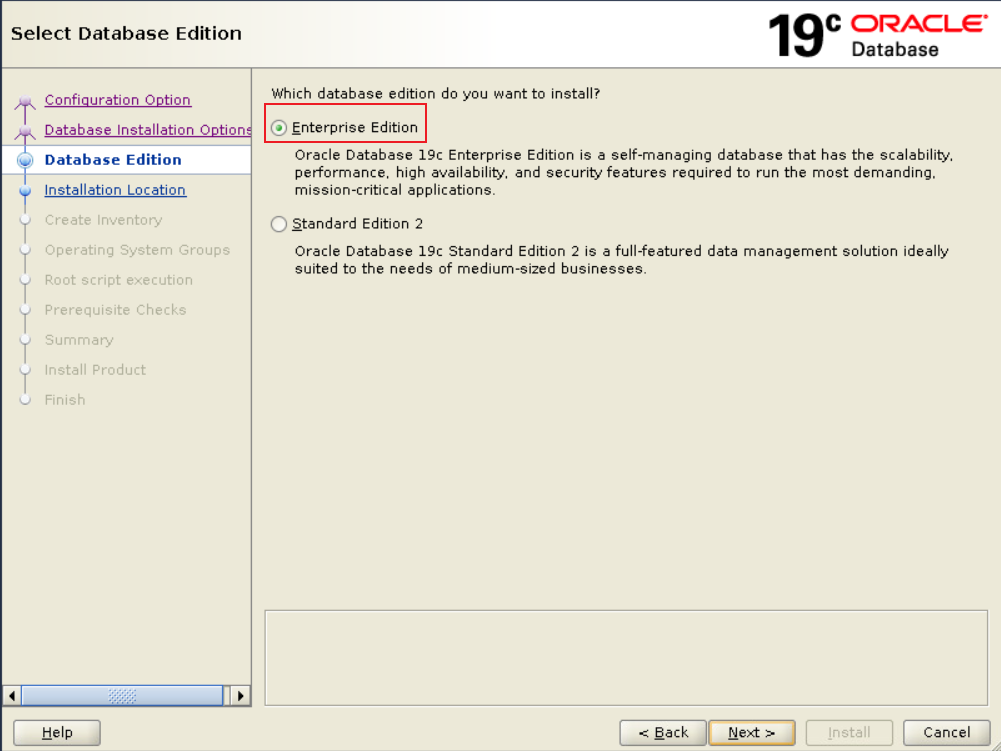 Select Database Edition
19c ORACLE
Database
Configuration Option
Database Installation Options
Database Edition
Installation Location
Create Inventory
Operating System Groups
Root script execution
Prerequisite Checks
Summary
Install Product
Finish
Which database edition do you want to install?
Enterprise Edition
Oracle Database 19c Enterprise Edition is a self-managing database that has the scalability,
performance, high availability, and security features required to run the most demanding,
mission-critical applications.
Standard Edition 2
Oracle Database 19c Standard Edition 2 is a full-featured data management solution ideally
suited to the needs of medium-sized businesses.
Help
< Back
Next >
Install
Cancel